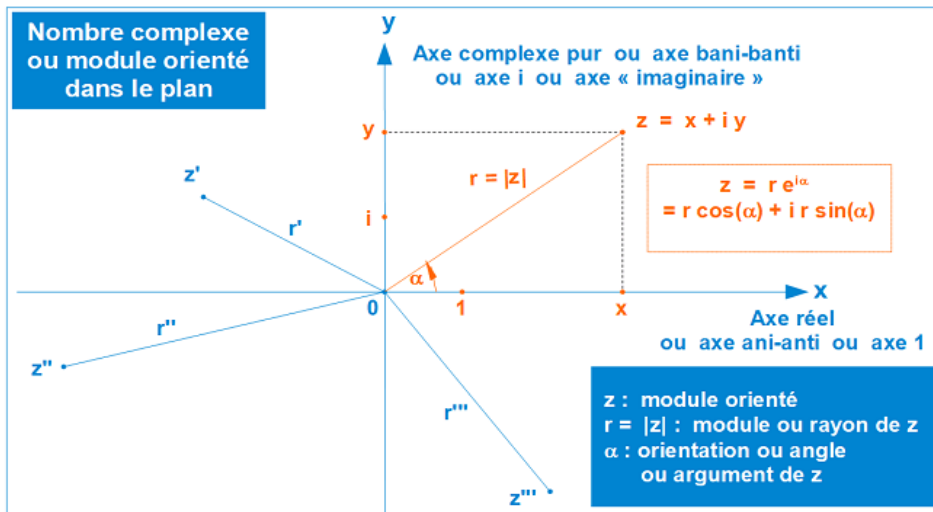 Nombre complexe
ou module orienté
dans le plan
y
Axe complexe pur ou axe bani-banti
ou axe i ou axe « imaginaire »
y
z = x + i y
z'
r = |z|
z = r e^{iα}
= r cos(α) + i r sin(α)
r'
i
α
x
0
1
x
r''
Axe réel
ou axe ani-anti ou axe 1
z''
r'''
z'''
z : module orienté
r = |z| : module ou rayon de z
α : orientation ou angle
ou argument de z